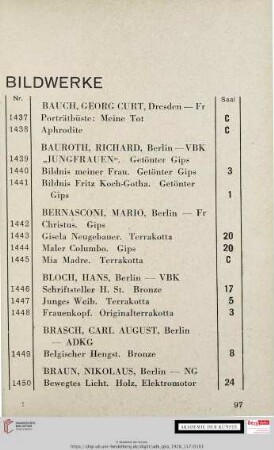 BILDWERKE
Nr. Saal
BAUCH, GEORG CURT, Dresden — Fr
1437 Porträtbüste: Meine Tot C
1438 Aphrodite C
BAUROTH, RICHARD, Berlin — VBK
1439 „JUNGFRAUEN“. Getönter Gips
1440 Bildnis meiner Frau. Getönter Gips 3
1441 Bildnis Fritz Koch-Gotha. Getönter
Gips 1
BERNASCONI, MARIO, Berlin — Fr
1442 Christus. Gips
1443 Gisela Neugebauer. Terrakotta 20
1444 Maler Columbo. Gips 20
1445 Mia Madre. Terrakotta C
BLOCH, HANS, Berlin — VBK
1446 Schriftsteller H. St. Bronze 17
1447 Junges Weib. Terrakotta 5
1448 Frauenkopf. Originalterrakotta 3
BRASCH, CARL AUGUST, Berlin
— ADKG
1449 Belgischer Hengst. Bronze 8
BRAUN, NIKOLAUS, Berlin — NG
1450 Bewegtes Licht. Holz, Elektromotor 24
97
AKADEMIE DER KÜNSTE